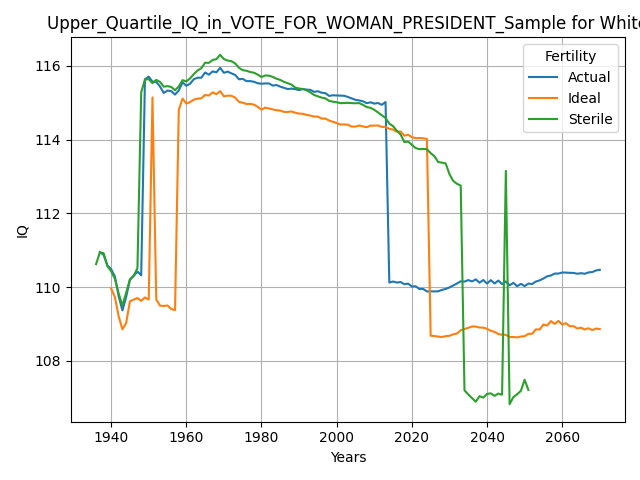 Upper_Quartile_IQ_in_VOTE_FOR_WOMAN_PRESIDENT_Sample for White
Fertility
Actual
Ideal
Sterile
116
114
112
110
108
IQ
1940 1960 1980 2000 2020 2040 2060
Years